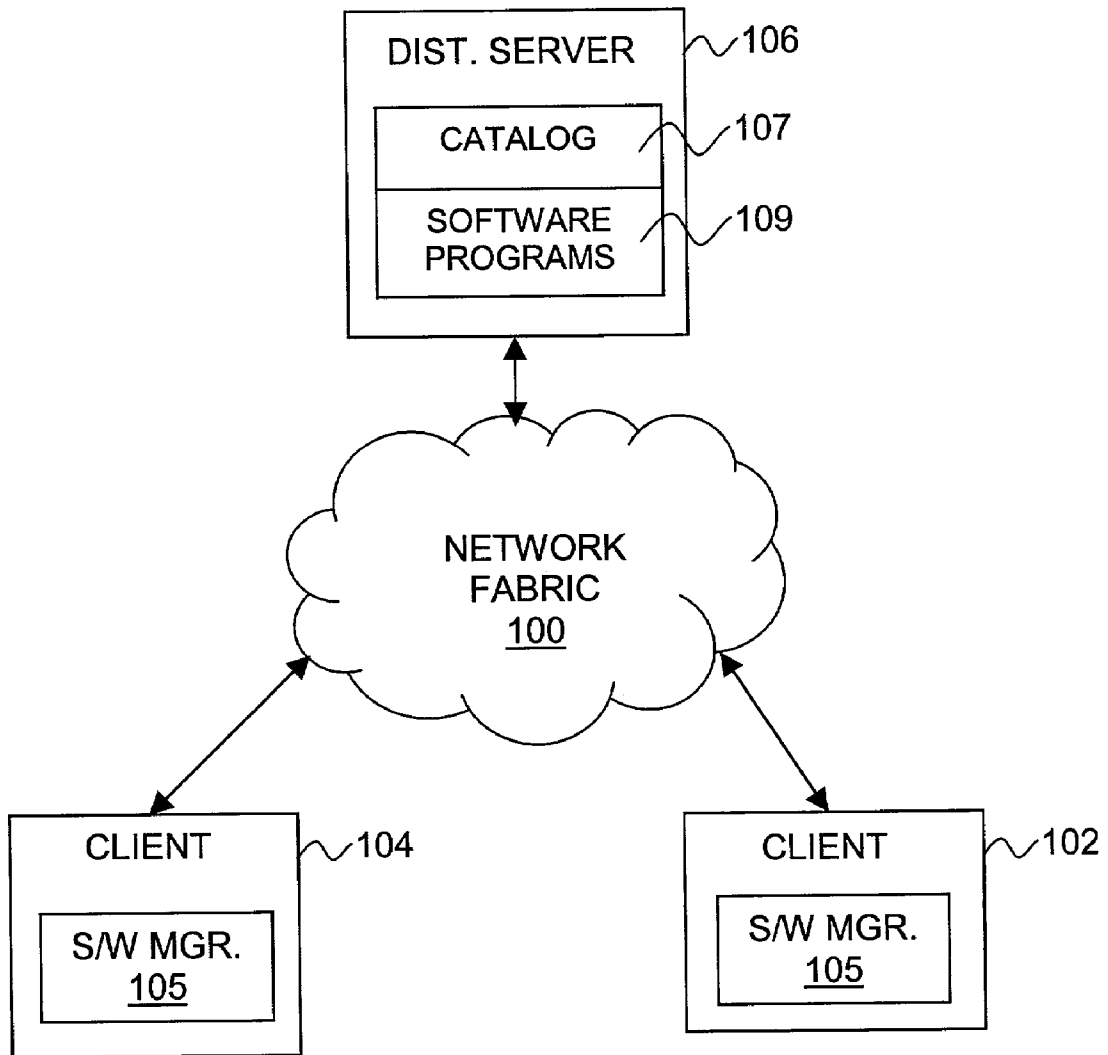 DIST. SERVER
106
CATALOG
107
SOFTWARE
PROGRAMS
109
NETWORK
FABRIC
100
CLIENT
104
S/W MGR.
105
CLIENT
102
S/W MGR.
105